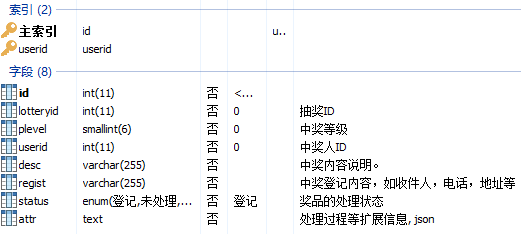 索引 (2)
主索引 id u..
userid userid
字段 (8)
id int(11) 否 <...
lotteryid int(11) 否 0 抽奖ID
plevel smallint(6) 否 0 中奖等级
userid int(11) 否 0 中奖人ID
desc varchar(255) 否 中奖内容说明。
regist varchar(255) 否 中奖登记内容，如收件人，电话，地址等
status enum(登记,未处理,... 否 登记 奖品的处理状态
attr text 否 处理过程等扩展信息, json